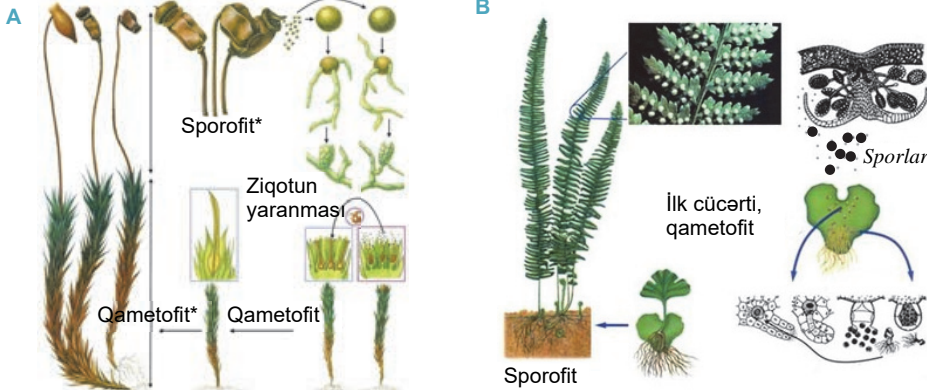 A
Sporofit*
Ziqotun
yaranması
Qametofit*
Qametofit
B
Sporlar
İlk cücərti,
qametofit
Sporofit